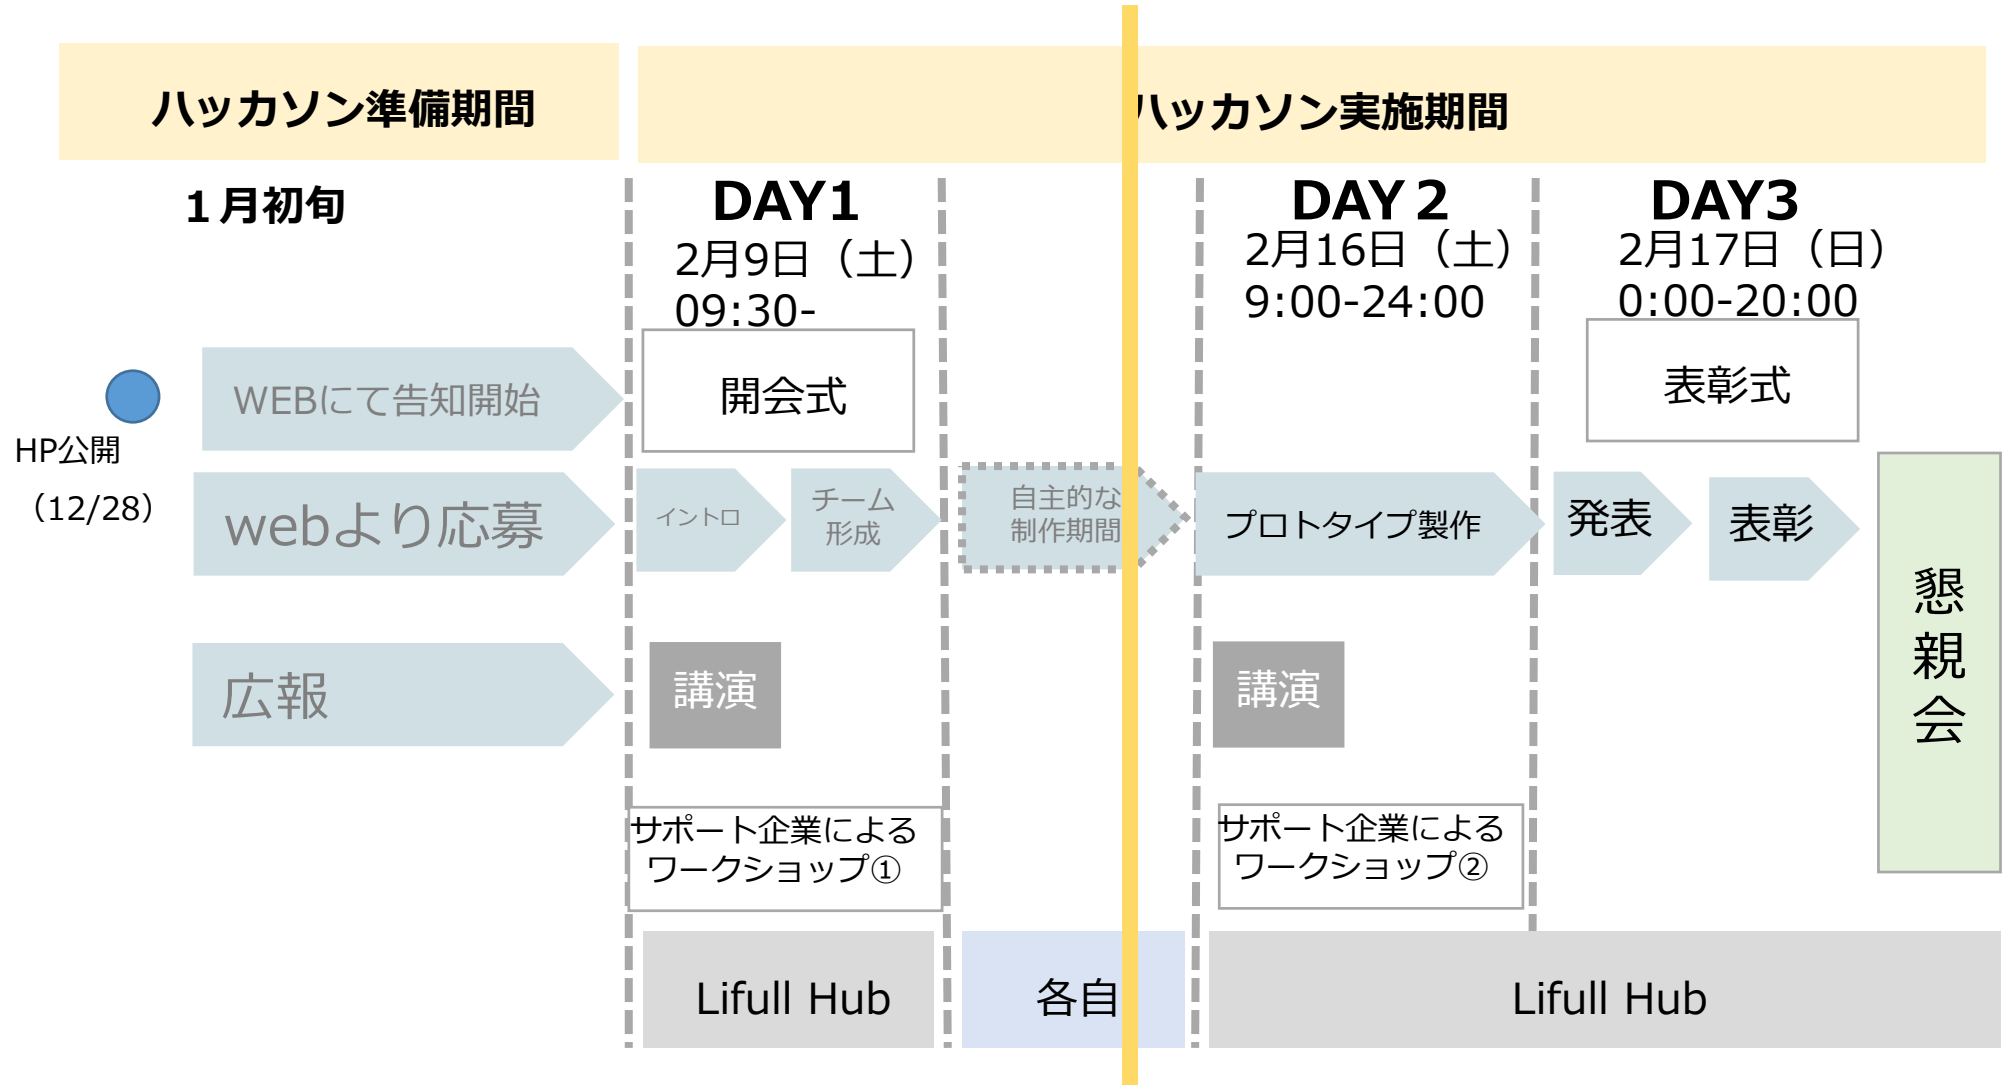 ハッカソン準備期間
ハッカソン実施期間
１月初旬
DAY1
2月9日（土）
09:30-
DAY２
2月16日（土）
9:00-24:00
DAY3
2月17日（日）
0:00-20:00
HP公開
（12/28）
WEBにて告知開始
webより応募
広報
開会式
イントロ
チーム
形成
自主的な
制作期間
プロトタイプ製作
表彰式
発表
表彰
懇
親
会
講演
講演
サポート企業による
ワークショップ①
サポート企業による
ワークショップ②
Lifull Hub
各自
Lifull Hub